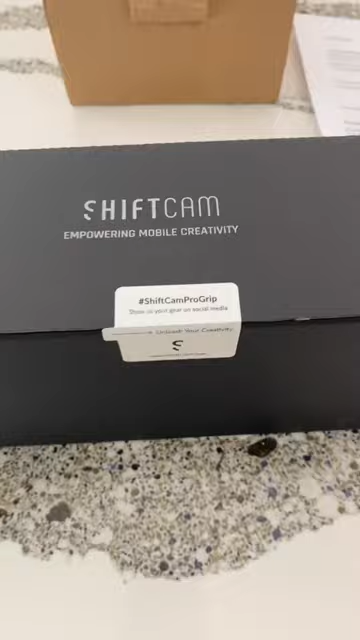 SHIFTCAM
EMPOWERING MOBILE CREATIVITY
#ShiftCamProGrip
Show us your gear on social media
Unleash Your Creativity